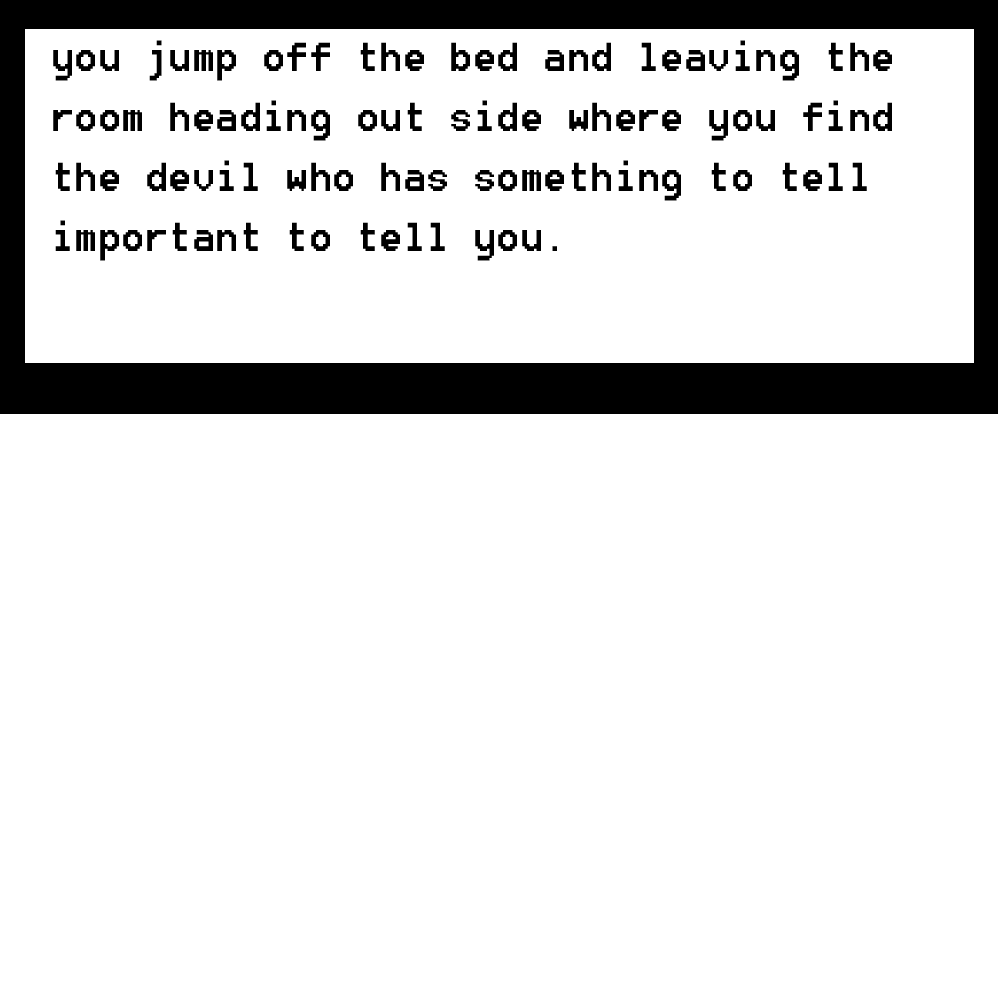 you jump off the bed and leaving the
room heading out side where you find
the devil who has something to tell
important to tell you.